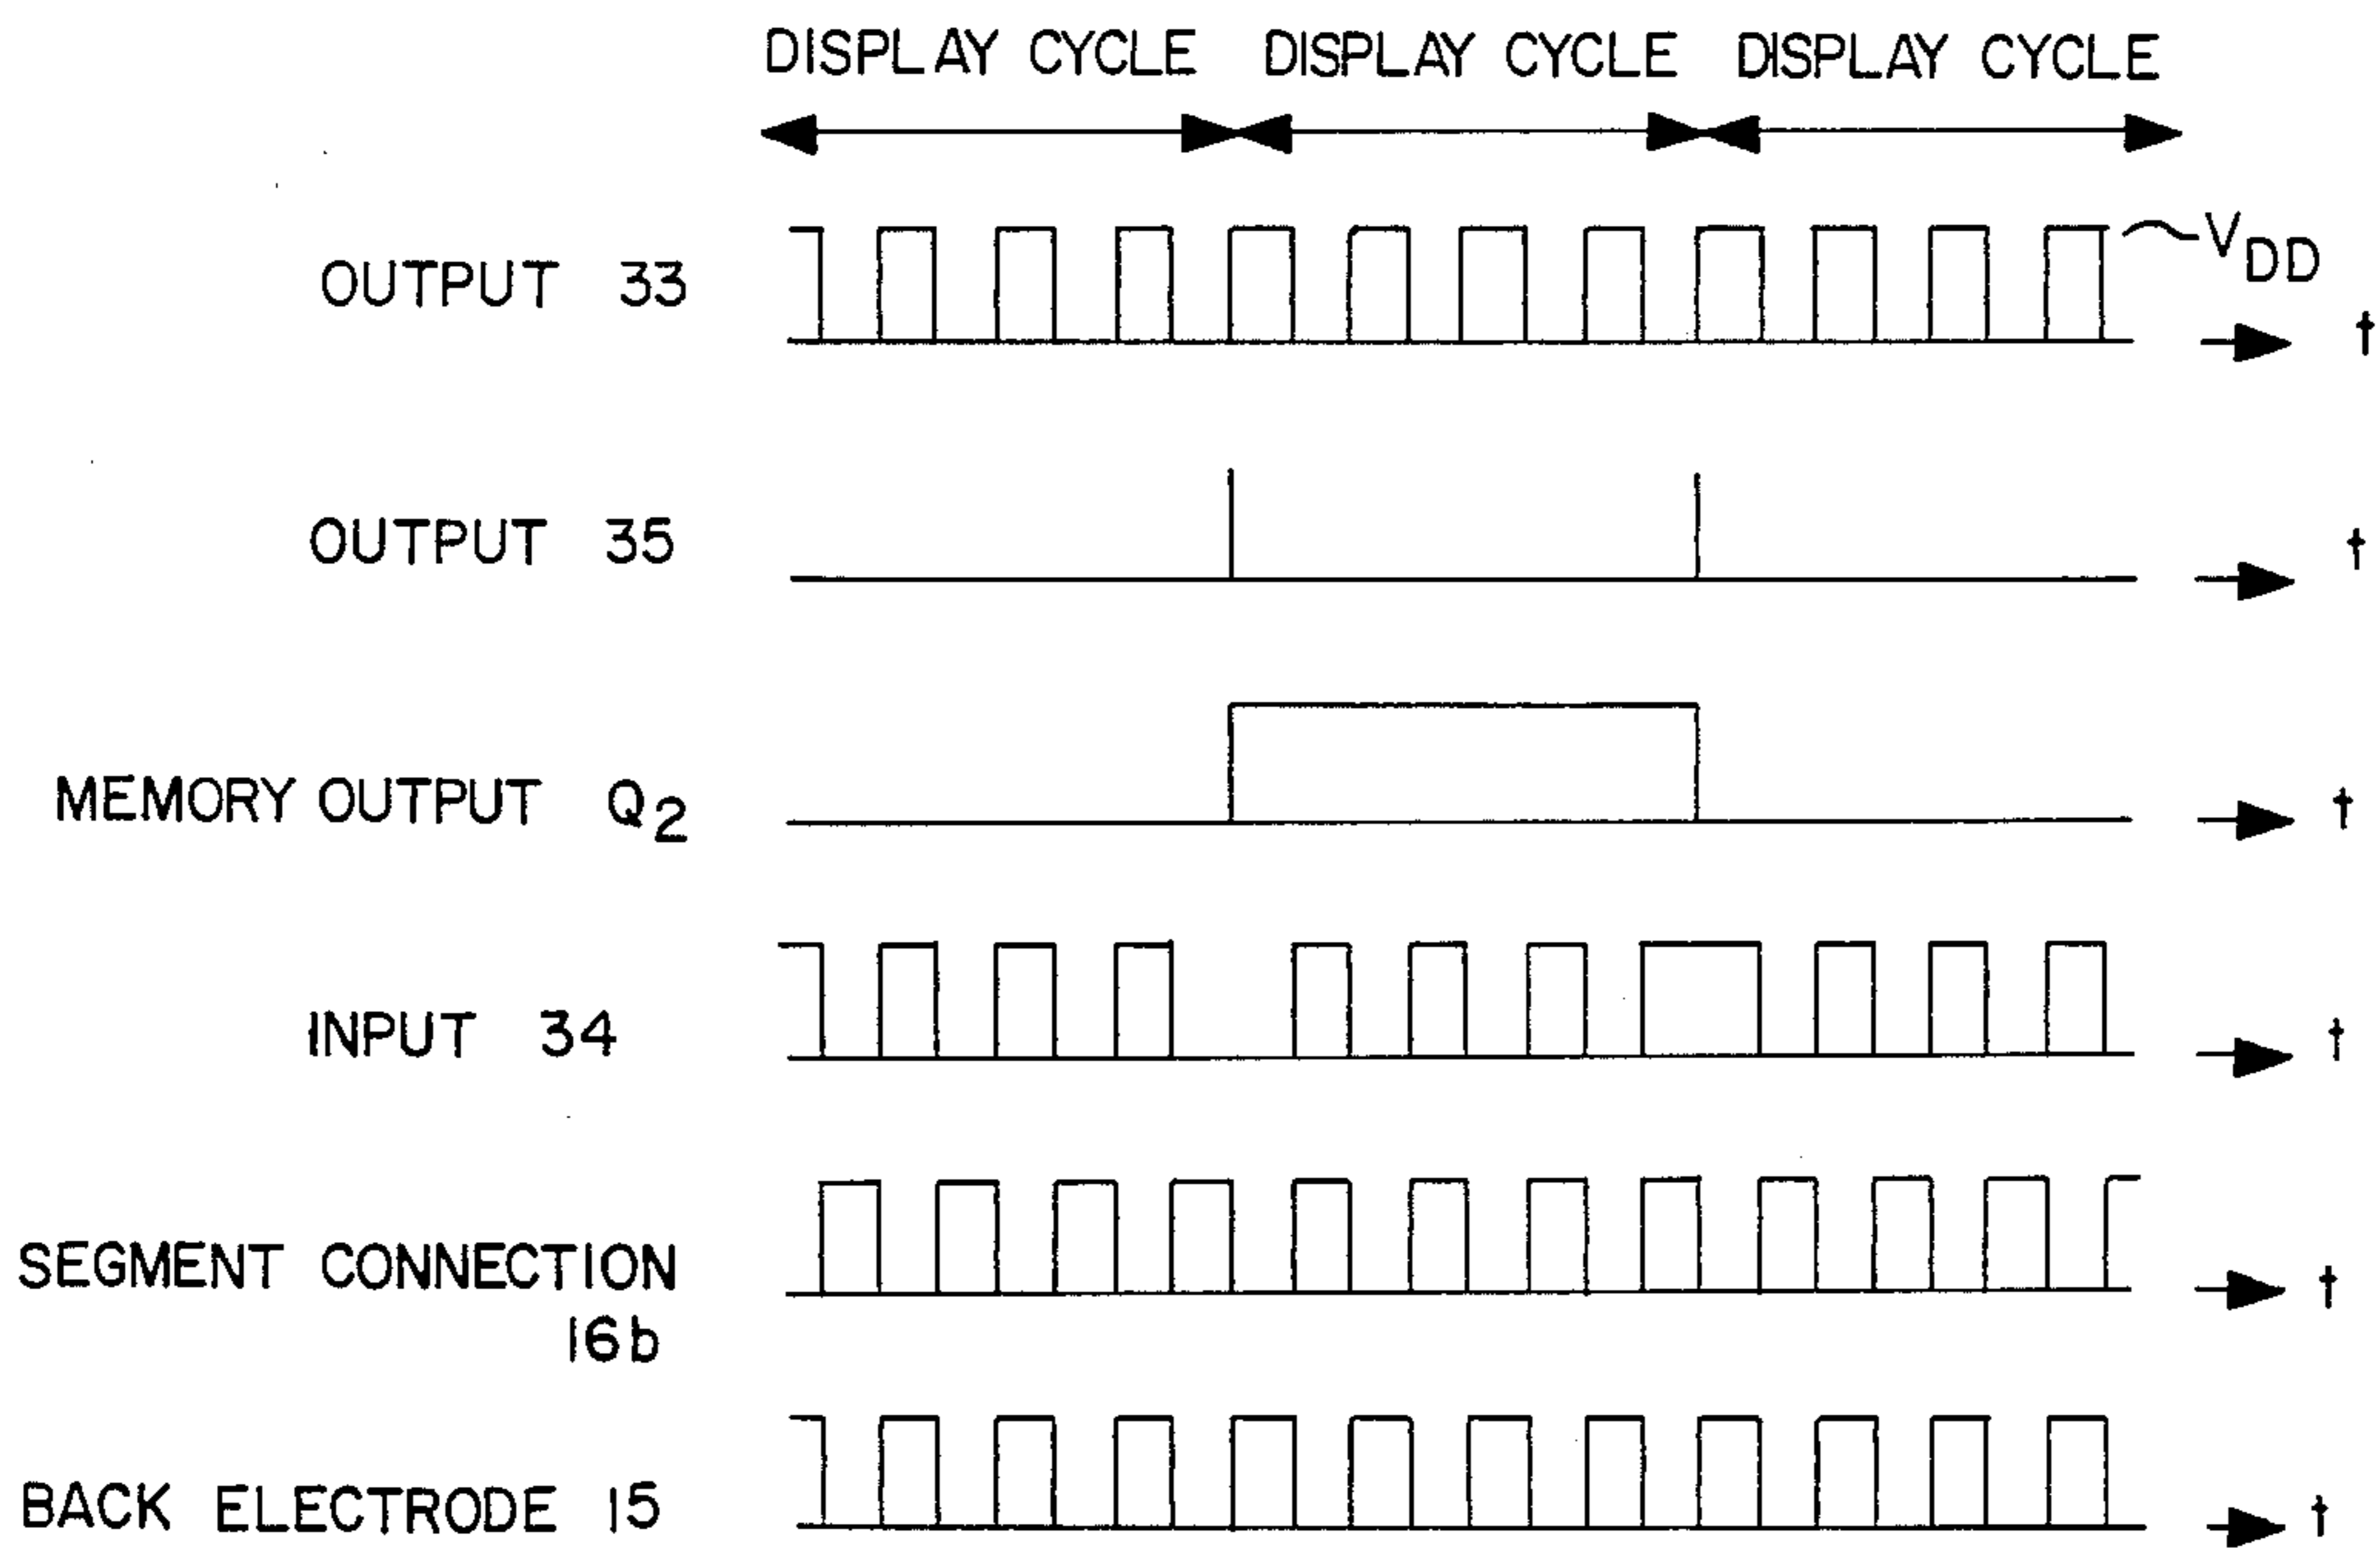 DISPLAY CYCLE DISPLAY CYCLE DISPLAY CYCLE
OUTPUT 33
VDD
t
OUTPUT 35
t
MEMORY OUTPUT Q2
t
INPUT 34
t
SEGMENT CONNECTION
16b
t
BACK ELECTRODE 15
t